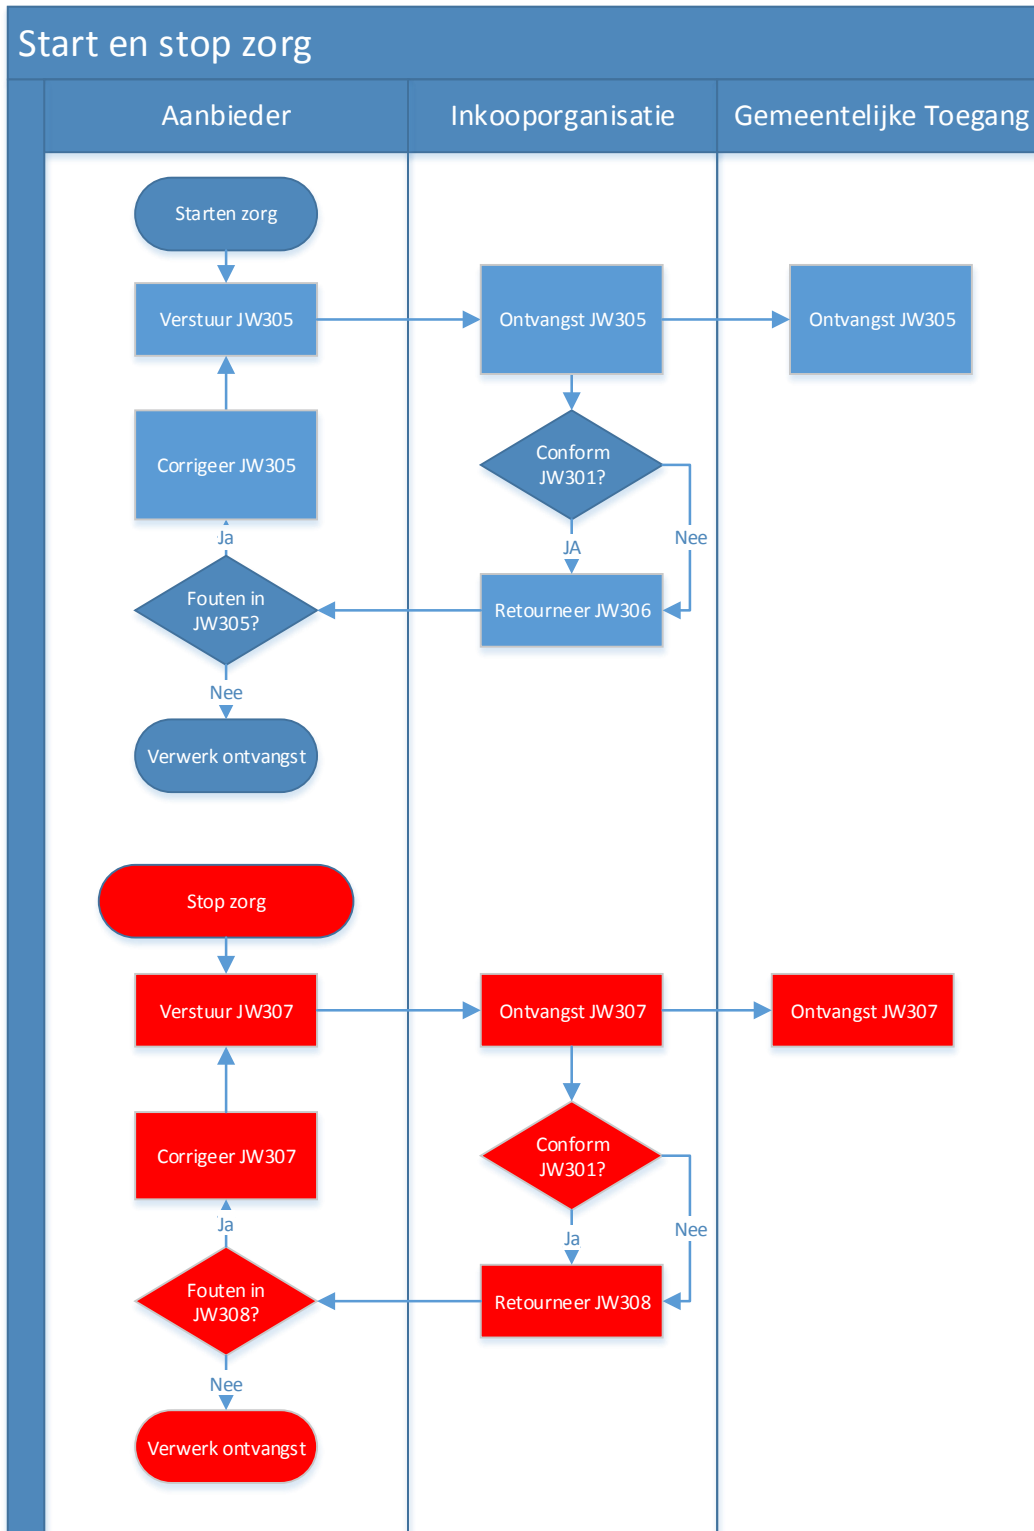 Start en stop zorg
Aanbieder
Inkooporganisatie
Gemeentelijke Toegang
Starten zorg
Verstuur JW305
Ontvangst JW305
Ontvangst JW305
Corrigeer JW305
Conform
JW301?
Ja
JA
Nee
Fouten in
JW305?
Retourneer JW306
Nee
Verwerk ontvangst
Stop zorg
Verstuur JW307
Ontvangst JW307
Ontvangst JW307
Corrigeer JW307
Conform
JW301?
Ja
Ja
Nee
Fouten in
JW308?
Retourneer JW308
Nee
Verwerk ontvangst